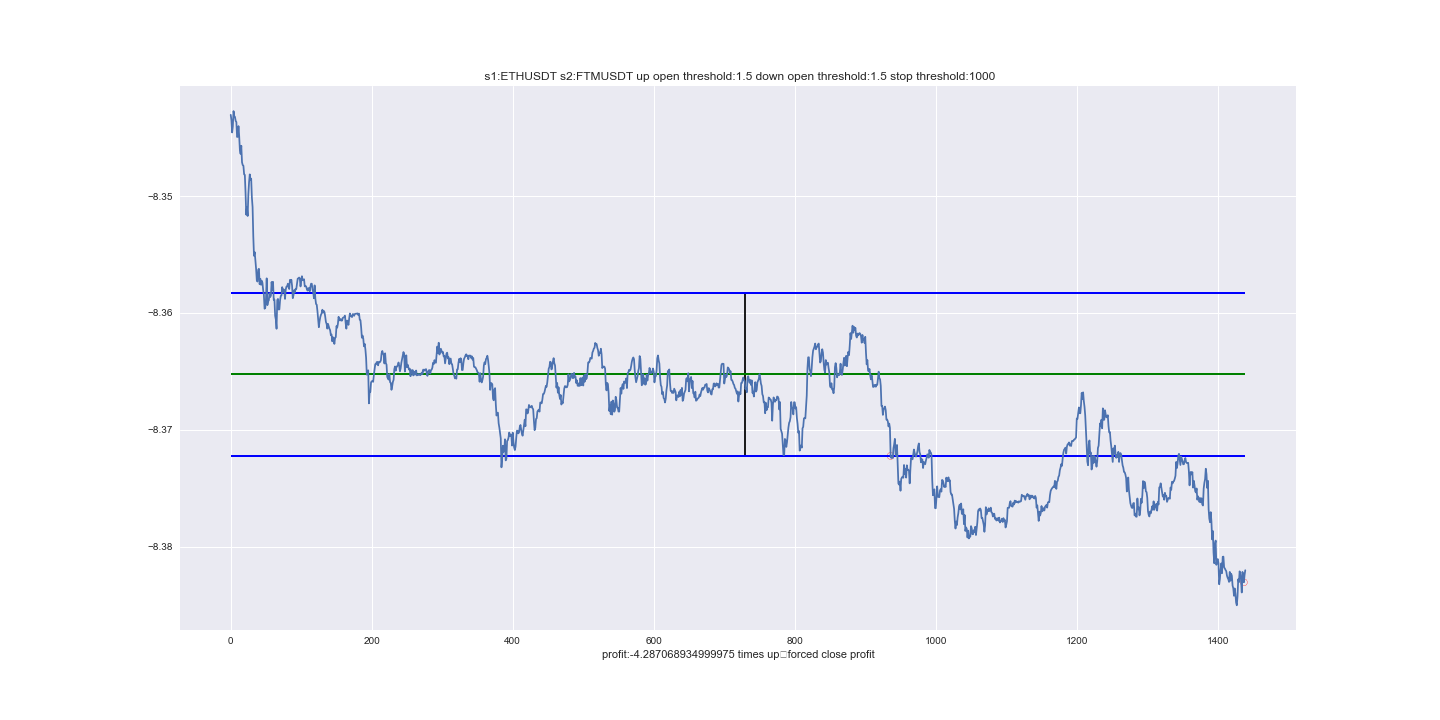 s1:ETHUSDT s2:FTMUSDT up open threshold:1.5 down open threshold:1.5 stop threshold:1000
−8.35
−8.36
−8.37
−8.38
0 200 400 600 800 1000 1200 1400
profit:-4.287068934999975 times up□forced close profit